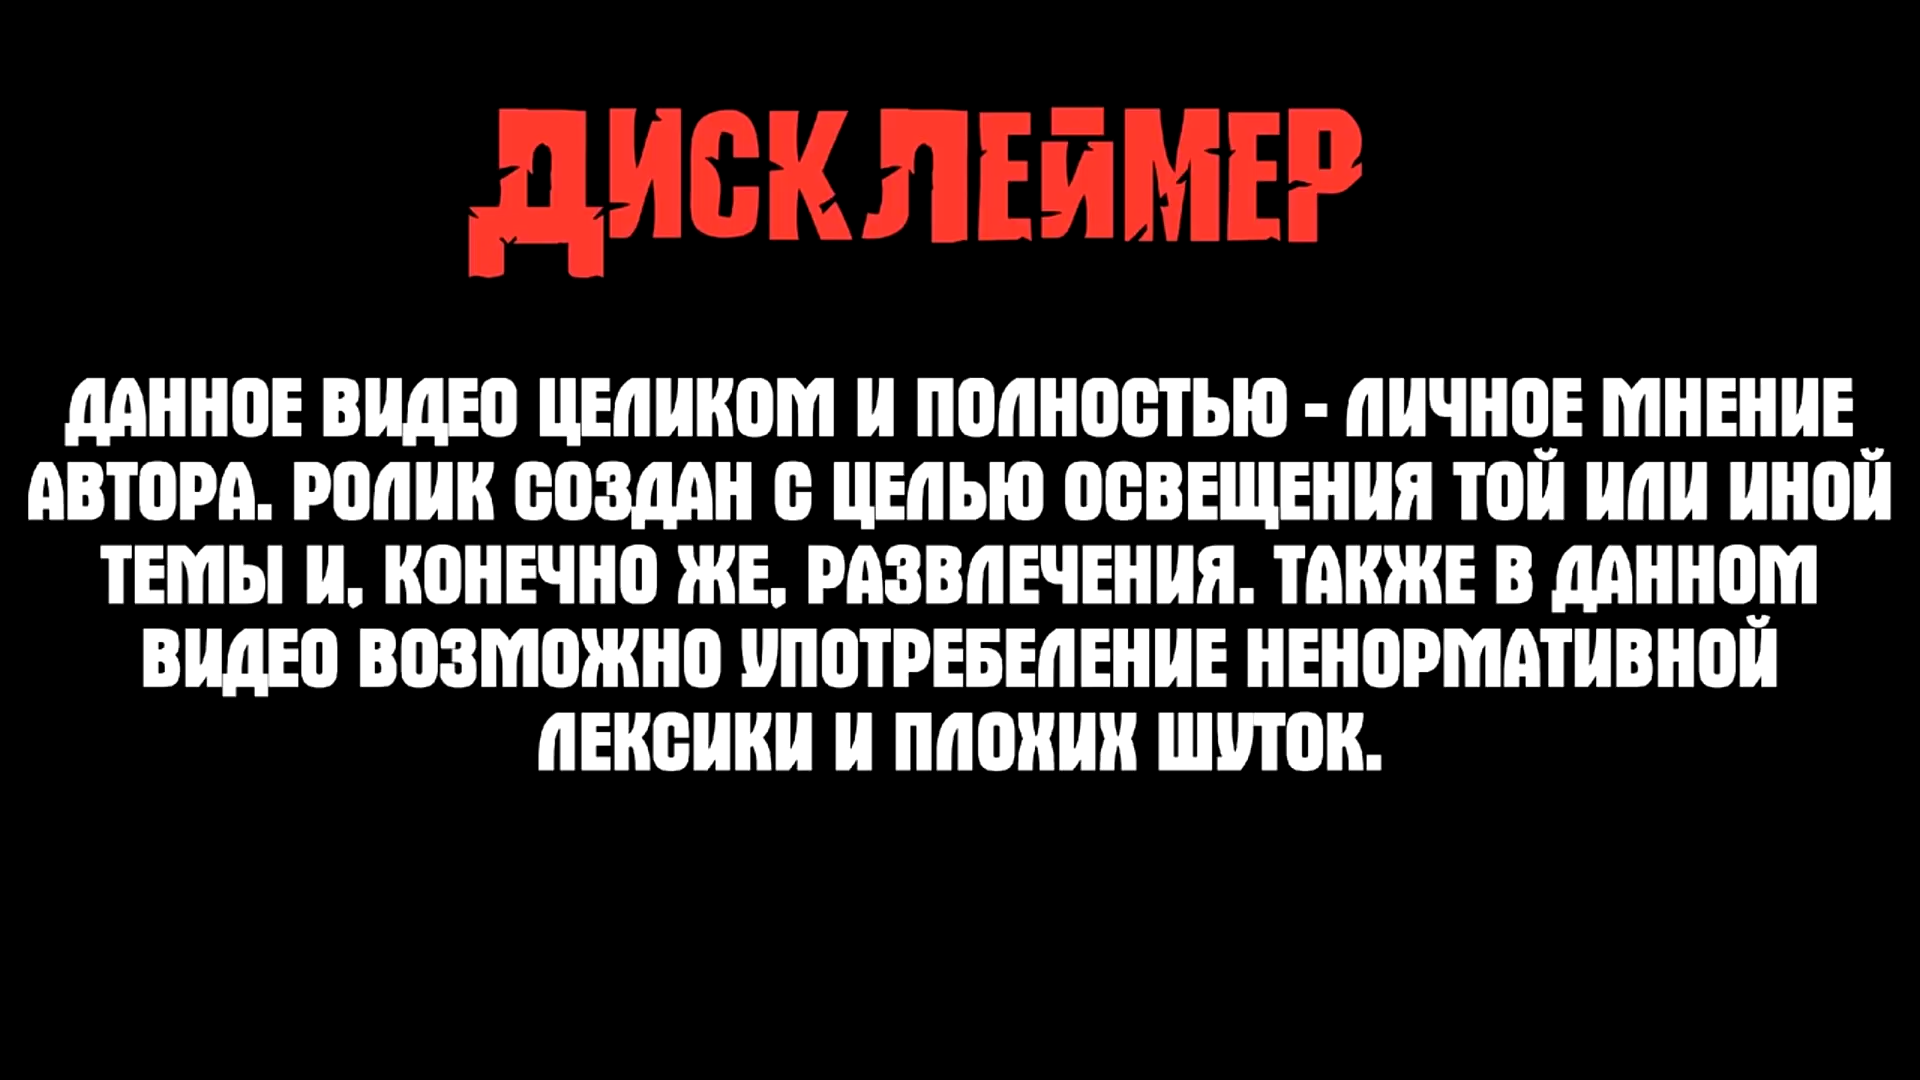 ДИСКЛЕЙМЕР
ДАННОЕ ВИДЕО ЦЕЛИКОМ И ПОЛНОСТЬЮ - ЛИЧНОЕ МНЕНИЕ
АВТОРА. РОЛИК СОЗДАН С ЦЕЛЬЮ ОСВЕЩЕНИЯ ТОЙ ИЛИ ИНОЙ
ТЕМЫ И, КОНЕЧНО ЖЕ, РАЗВЛЕЧЕНИЯ. ТАКЖЕ В ДАННОМ
ВИДЕО ВОЗМОЖНО УПОТРЕБЕЛЕНИЕ НЕНОРМАТИВНОЙ
ЛЕКСИКИ И ПЛОХИХ ШУТОК.